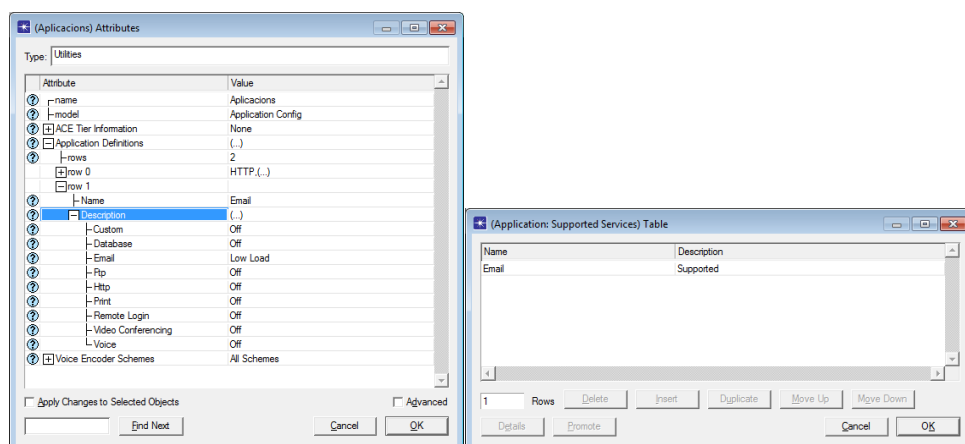 (Aplicacions) Attributes
Type: Utilities
Attribute Value
name Aplicacions
model Application Config
ACE Tier Information None
Application Definitions (...)
rows 2
row 0 HTTP,(...)
row 1
Name Email
Description (...)
Custom Off
Database Off
Email Low Load
Ftp Off
Http Off
Print Off
Remote Login Off
Video Conferencing Off
Voice Off
Voice Encoder Schemes All Schemes
Apply Changes to Selected Objects Advanced
Find Next Cancel OK
(Application: Supported Services) Table
Name Description
Email Supported
1 Rows Delete Insert Duplicate Move Up Move Down
Details Promote Cancel OK